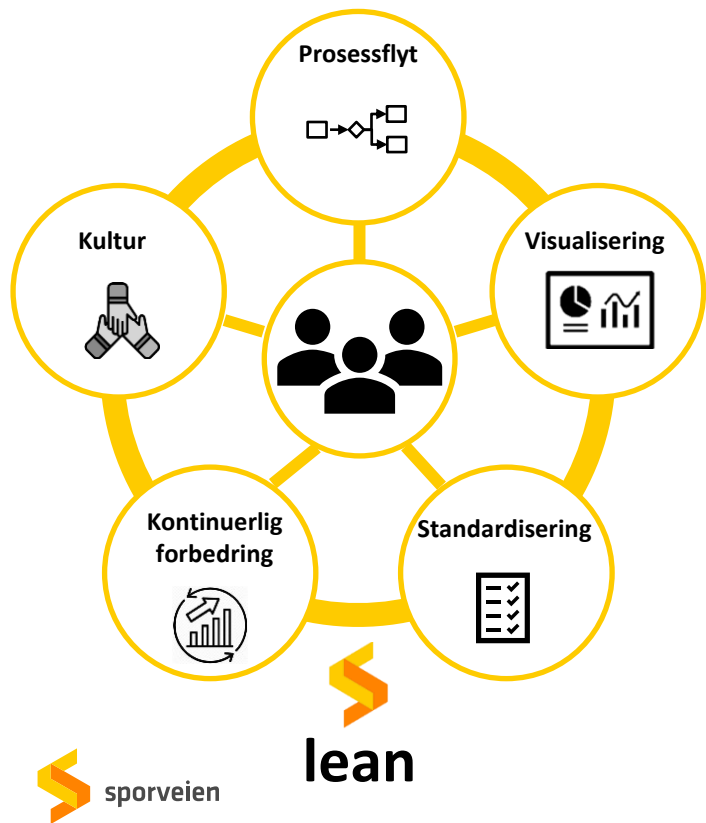 Prosessflyt
Kultur
Visualisering
Kontinuerlig
forbedring
Standardisering
lean
sporveien